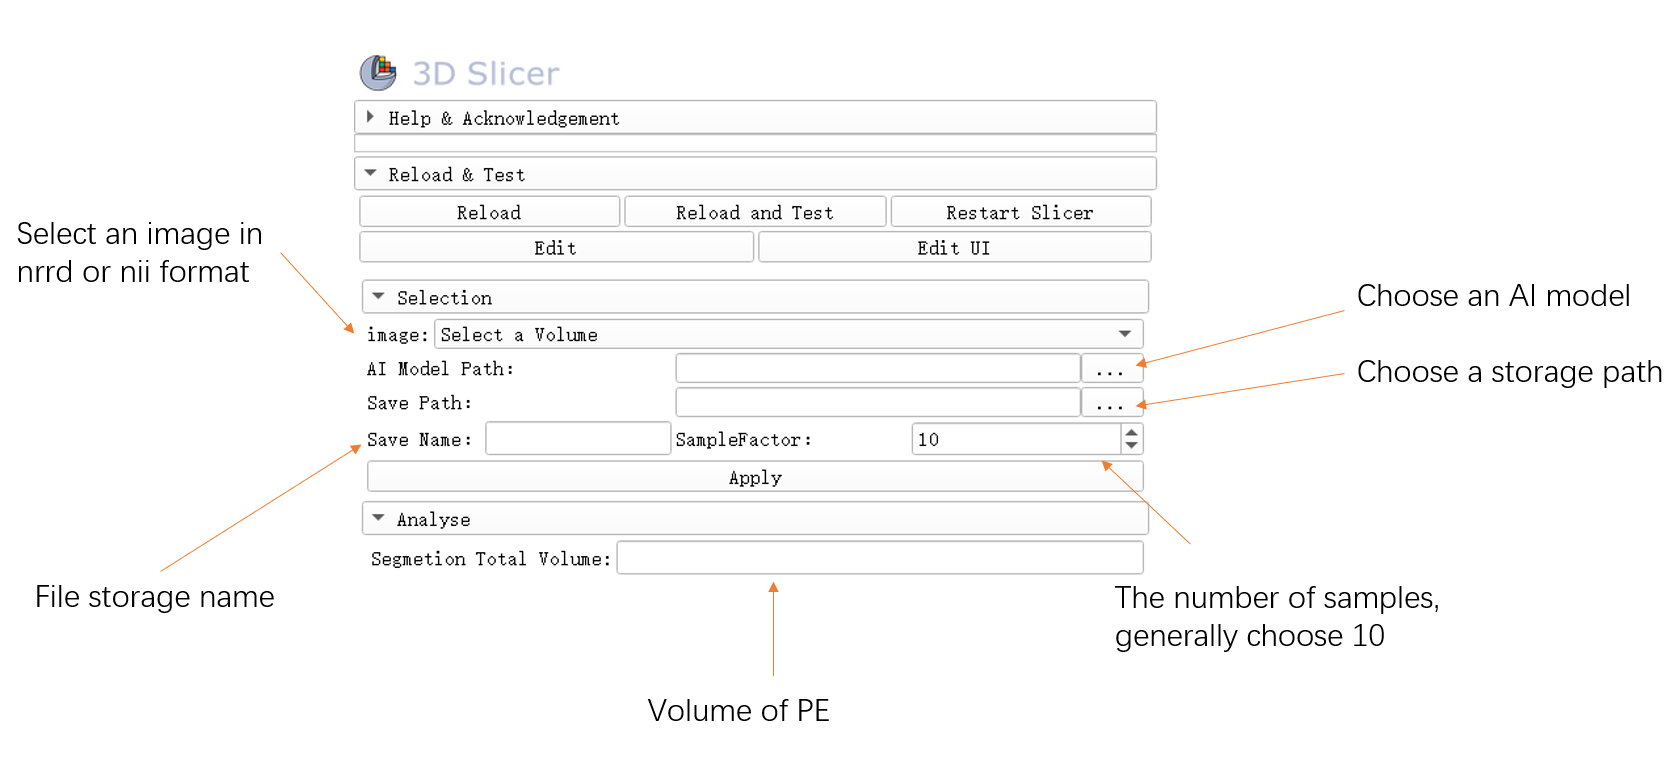 3D Slicer
Help & Acknowledgement
Reload & Test
Reload
Reload and Test
Restart Slicer
Edit
Edit UI
Select an image in
nrrd or nii format
Selection
image: Select a Volume
AI Model Path:
...
Choose an AI model
Save Path:
...
Choose a storage path
Save Name:
SampleFactor:
10
Apply
Analyse
Segmetion Total Volume:
File storage name
The number of samples,
generally choose 10
Volume of PE